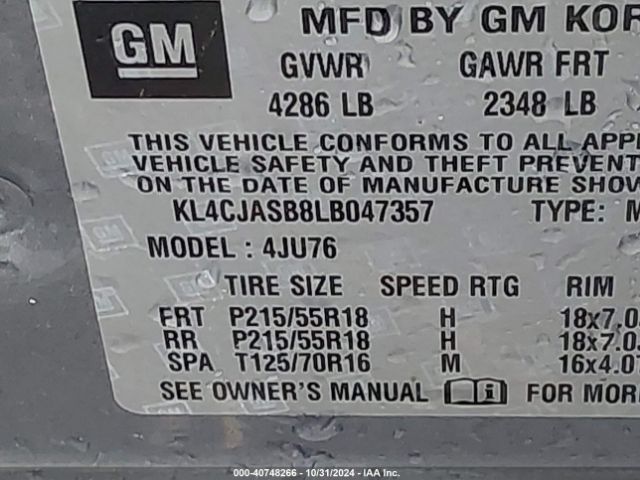 GM
MFD BY GM KOR
GVWR GAWR FRT
4286 LB 2348 LB
THIS VEHICLE CONFORMS TO ALL APPL
VEHICLE SAFETY AND THEFT PREVENT
ON THE DATE OF MANUFACTURE SHOW
KL4CJASB8LB047357 TYPE: M
MODEL : 4JU76
TIRE SIZE SPEED RTG RIM
FRT P215/55R18 H 18x7.0
RR P215/55R18 H 18x7.0
SPA T125/70R16 M 16x4.0
SEE OWNER'S MANUAL i FOR MOR
000-40748266 - 10/31/2024 - IAA Inc.